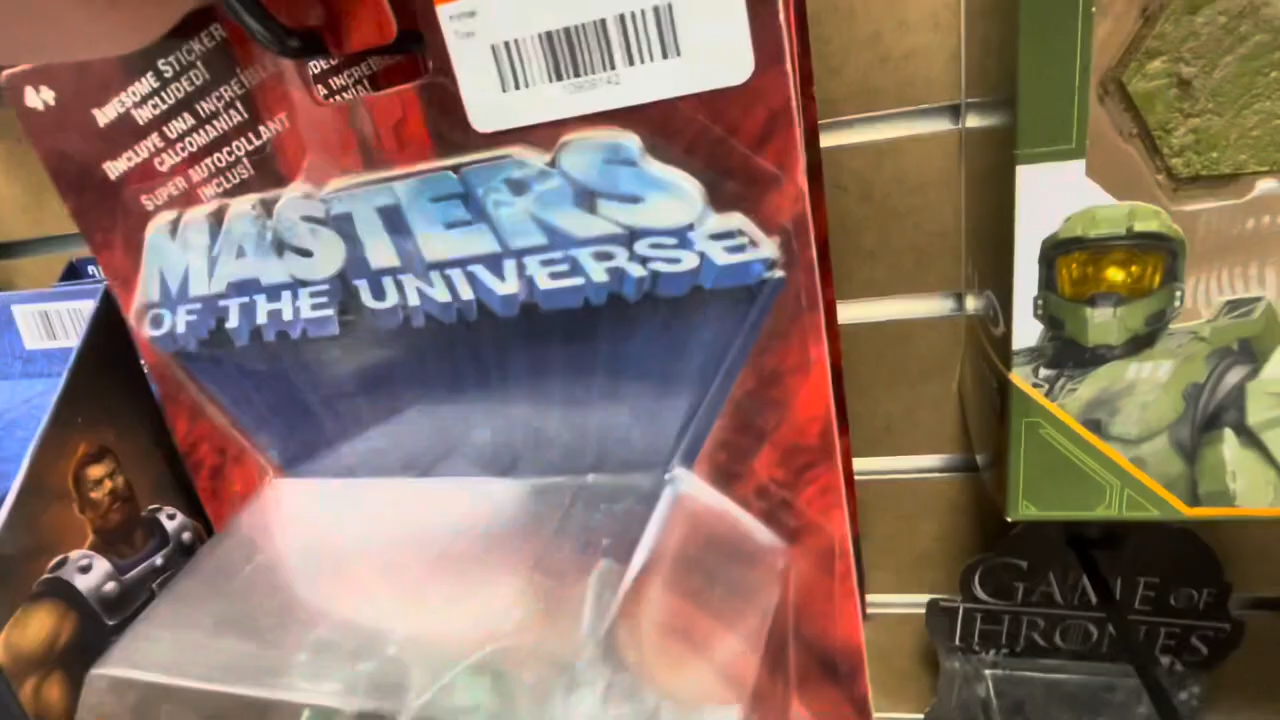 4+
AWESOME STICKER
INCLUDED!
¡INCLUYE UNA INCREÍBLE
CALCOMANÍA!
SUPER AUTOCOLLANT
INCLUS!
MASTERS
OF THE UNIVERSE
GAME OF
THRONES